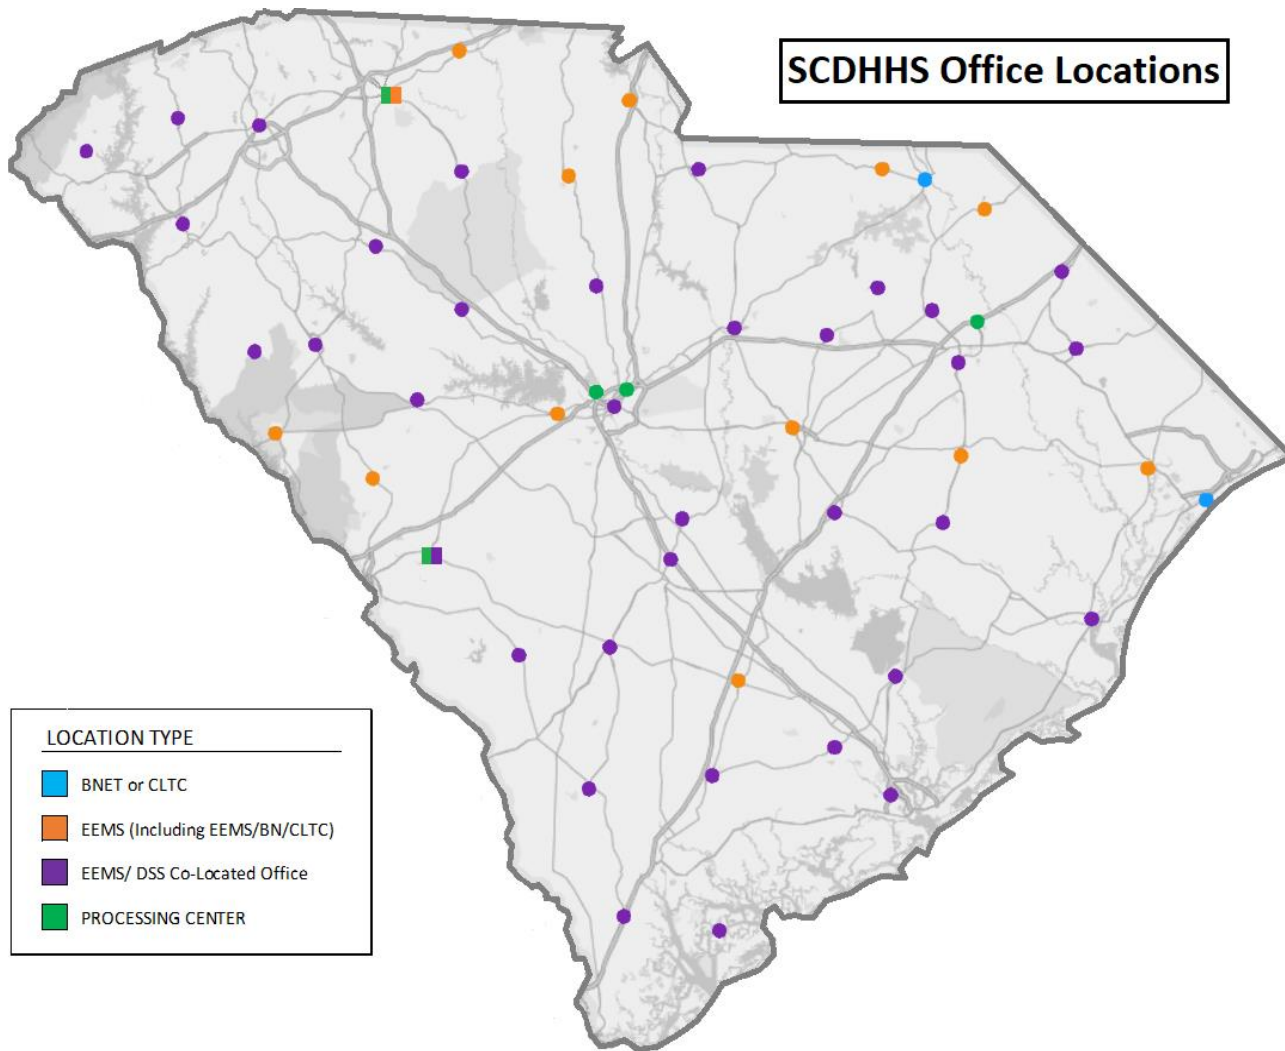 SCDHHS Office Locations
LOCATION TYPE
BNET or CLTC
EEMS (Including EEMS/BN/CLTC)
EEMS/ DSS Co-Located Office
PROCESSING CENTER